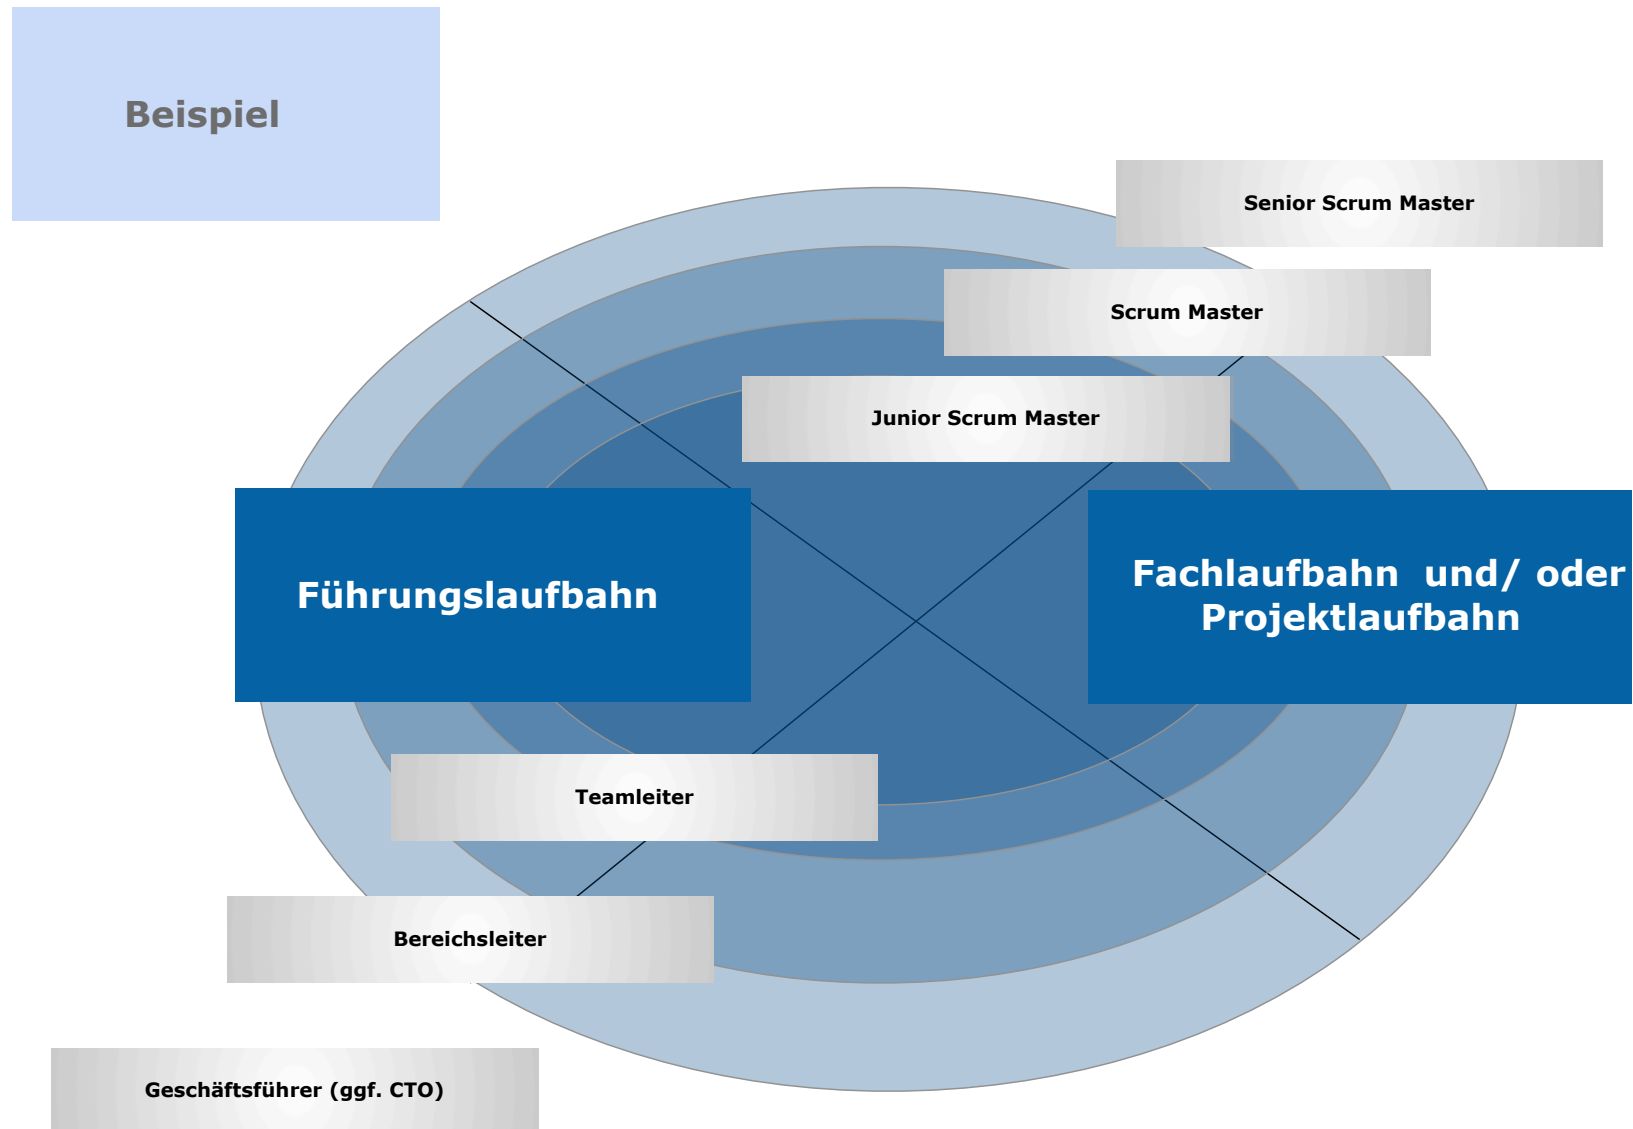 Beispiel
Senior Scrum Master
Scrum Master
Junior Scrum Master
Führungslaufbahn
Fachlaufbahn und/ oder
Projektlaufbahn
Teamleiter
Bereichsleiter
Geschäftsführer (ggf. CTO)